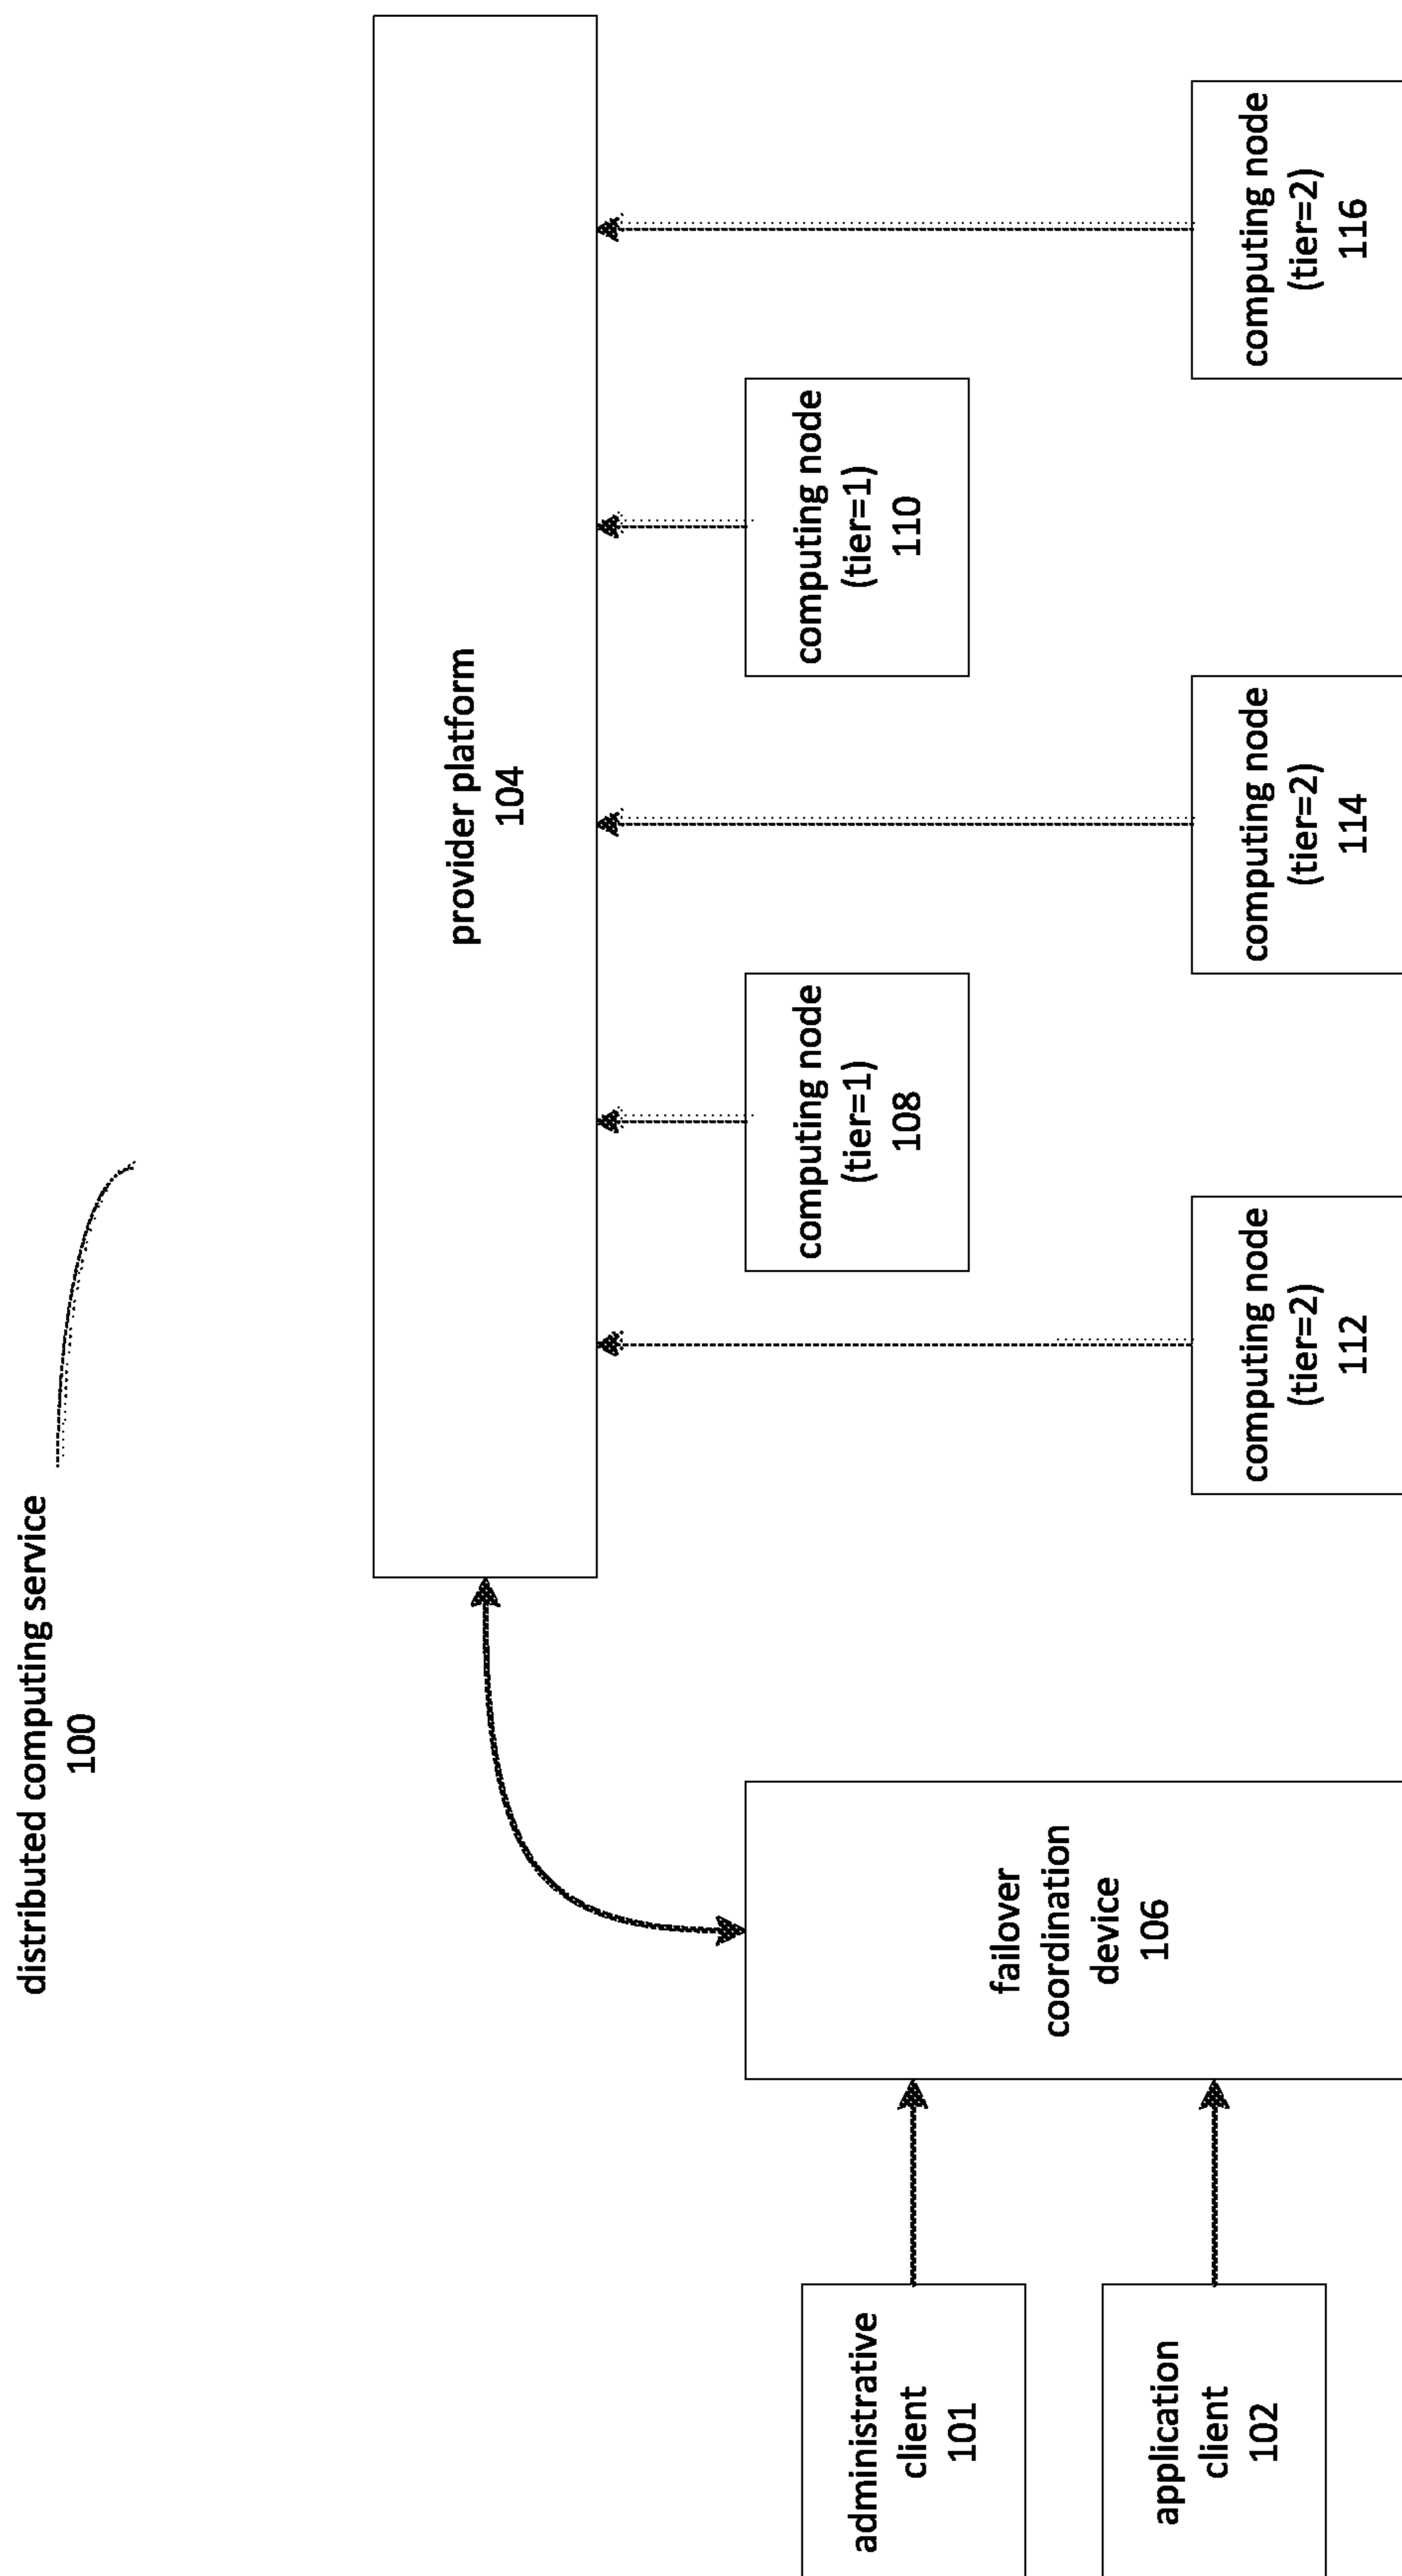 distributed computing service
100
provider platform
104
administrative
client
101
application
client
102
failover
coordination
device
106
computing node
(tier=1)
108
computing node
(tier=1)
110
computing node
(tier=2)
112
computing node
(tier=2)
114
computing node
(tier=2)
116